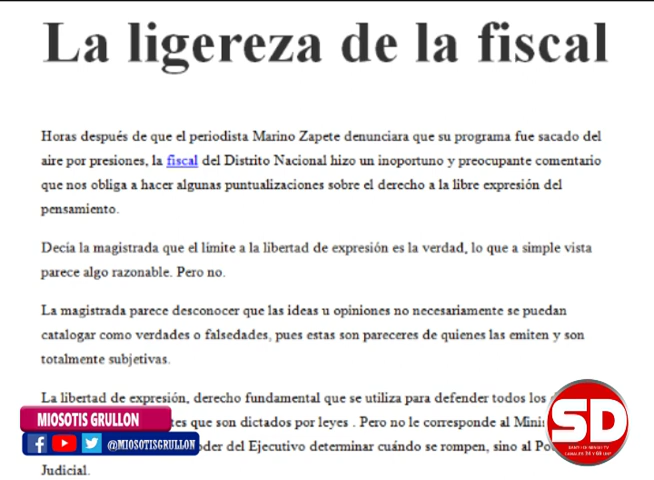 La ligereza de la fiscal
Horas después de que el periodista Marino Zapete denunciara que su programa fue sacado del
aire por presiones, la fiscal del Distrito Nacional hizo un inoportuno y preocupante comentario
que nos obliga a hacer algunas puntualizaciones sobre el derecho a la libre expresión del
pensamiento.
Decía la magistrada que el límite a la libertad de expresión es la verdad, lo que a simple vista
parece algo razonable. Pero no.
La magistrada parece desconocer que las ideas u opiniones no necesariamente se puedan
catalogar como verdades o falsedades, pues estas son pareceres de quienes las emiten y son
totalmente subjetivas.
La libertad de expresión, derecho fundamental que se utiliza para defender todos los
que son dictados por leyes . Pero no le corresponde al
del Ejecutivo determinar cuándo se rompen, sino al
Judicial.
MIOSOTIS GRULLON
@MIOSOTISGRULLON
SD